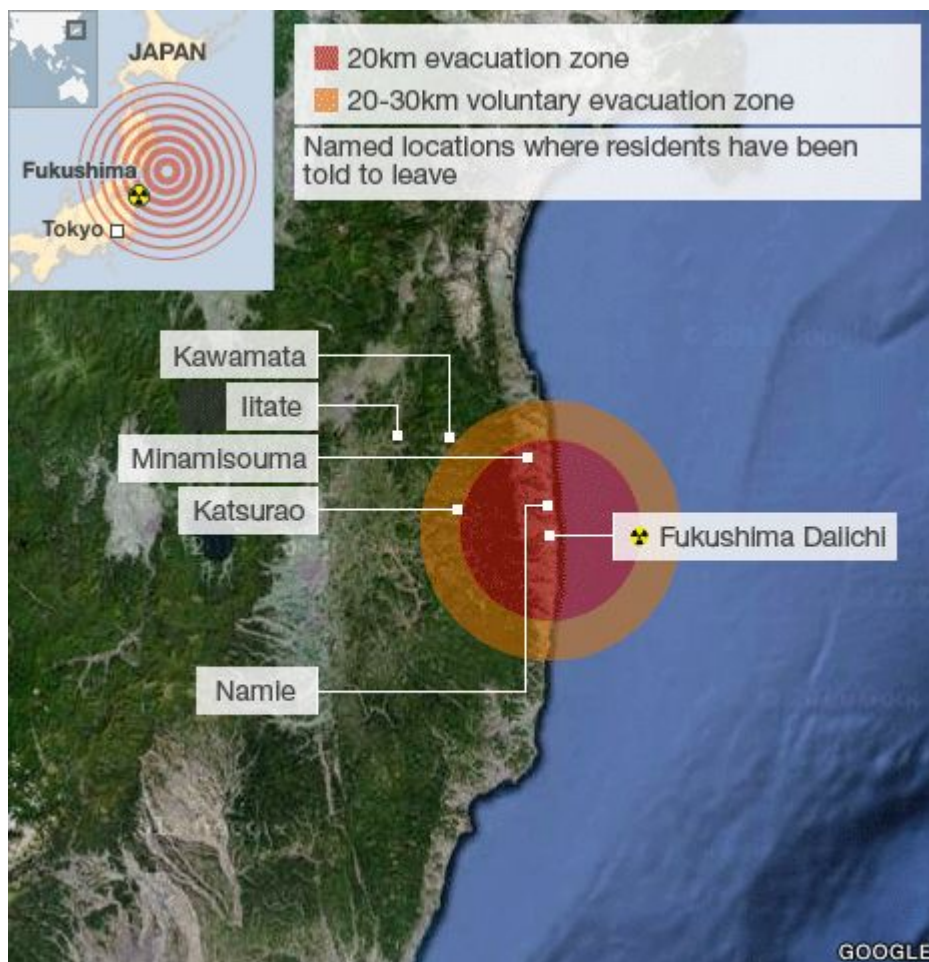 JAPAN
Fukushima
Tokyo
20km evacuation zone
20-30km voluntary evacuation zone
Named locations where residents have been
told to leave
Kawamata
Iitate
Minamisouma
Katsurao
Fukushima Daiichi
Namie
GOOGLE